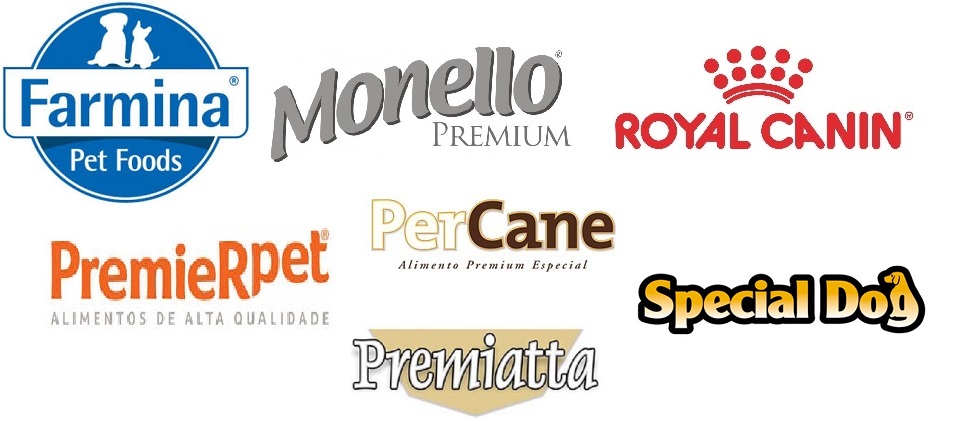 Farmina®
Pet Foods
Monello®
PREMIUM
ROYAL CANIN®
PremieRpet®
ALIMENTOS DE ALTA QUALIDADE
PerCane
Alimento Premium Especial
Special Dog
Premiatta